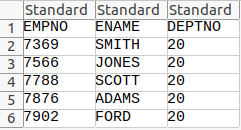 Standard Standard Standard
1 EMPNO ENAME DEPTNO
2 7369 SMITH 20
3 7566 JONES 20
4 7788 SCOTT 20
5 7876 ADAMS 20
6 7902 FORD 20